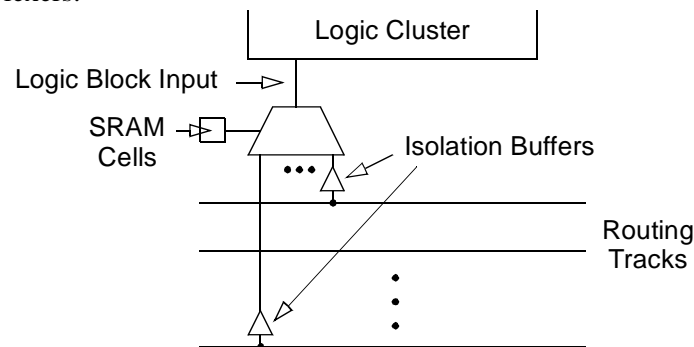 Logic Cluster
Logic Block Input
SRAM
Cells
Isolation Buffers
Routing
Tracks